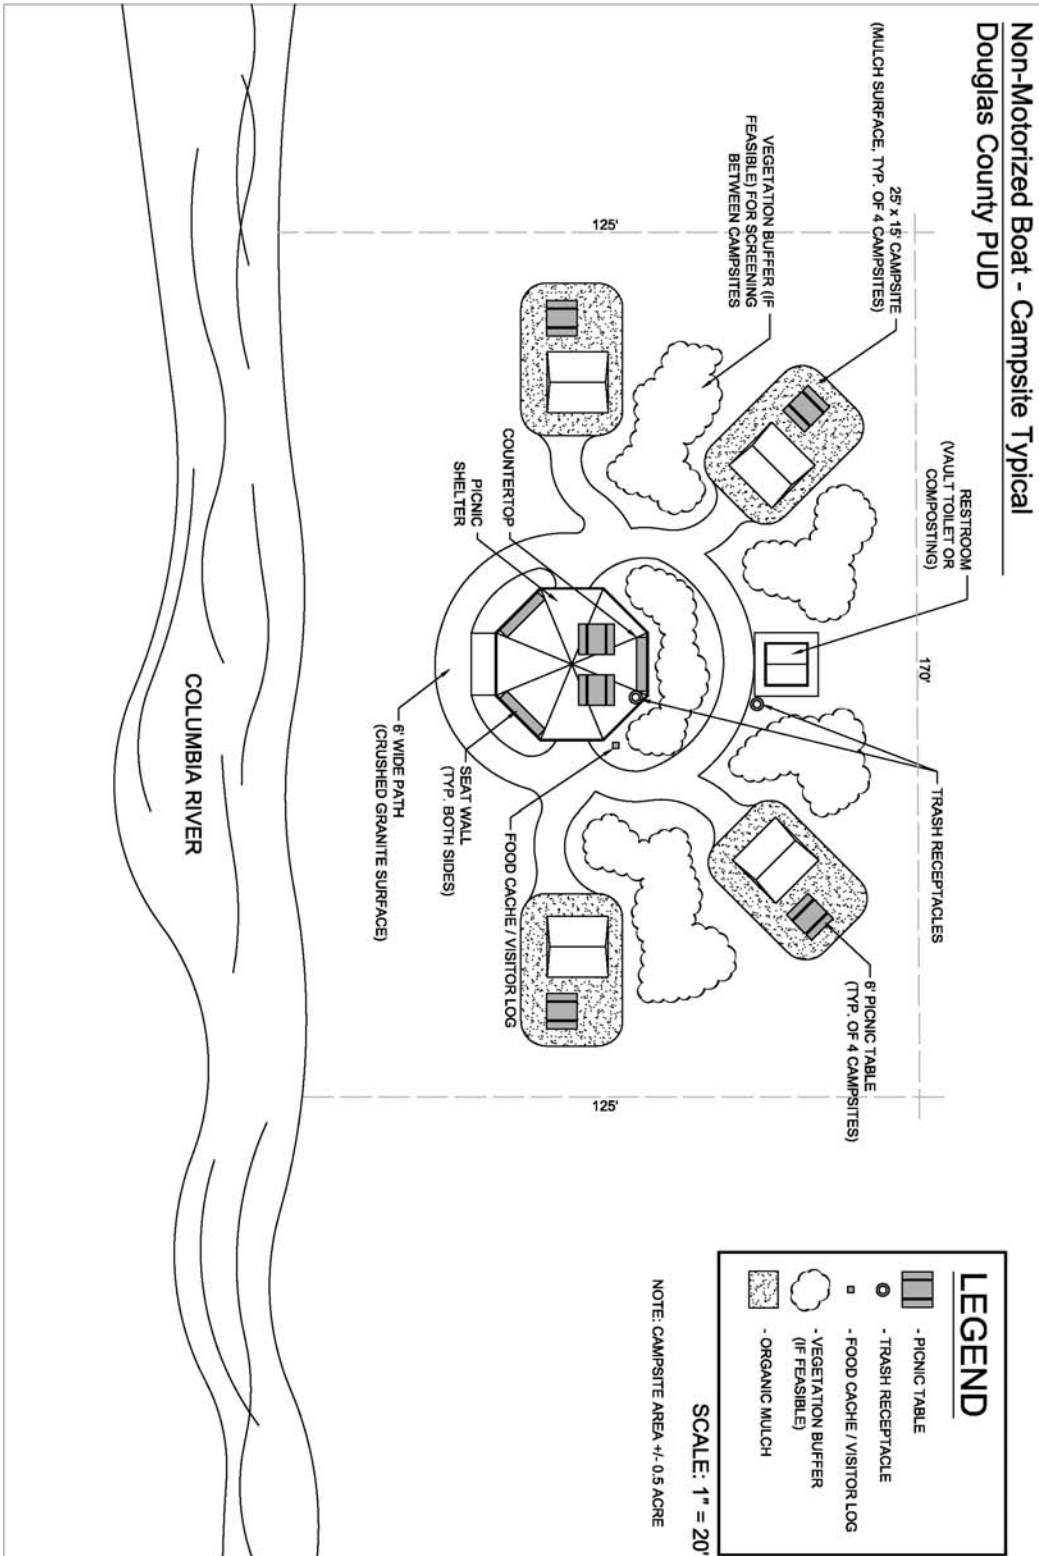 Non-Motorized Boat - Campsite Typical
Douglas County PUD
25' x 15' CAMPSITE
(MULCH SURFACE, TYP. OF 4 CAMPSITES)
VEGETATION BUFFER (IF
FEASIBLE) FOR SCREENING
BETWEEN CAMPSITES
RESTROOM
(VAULT TOILET OR
COMPOSTING)
170'
125'
125'
TRASH RECEPTACLES
6' PICNIC TABLE
(TYP. OF 4 CAMPSITES)
COUNTERTOP
PICNIC
SHELTER
FOOD CACHE / VISITOR LOG
SEAT WALL
(TYP. BOTH SIDES)
6' WIDE PATH
(CRUSHED GRANITE SURFACE)
COLUMBIA RIVER
LEGEND
- PICNIC TABLE
- TRASH RECEPTACLE
- FOOD CACHE / VISITOR LOG
- VEGETATION BUFFER
(IF FEASIBLE)
- ORGANIC MULCH
SCALE: 1" = 20'
NOTE: CAMPSITE AREA +/- 0.5 ACRE